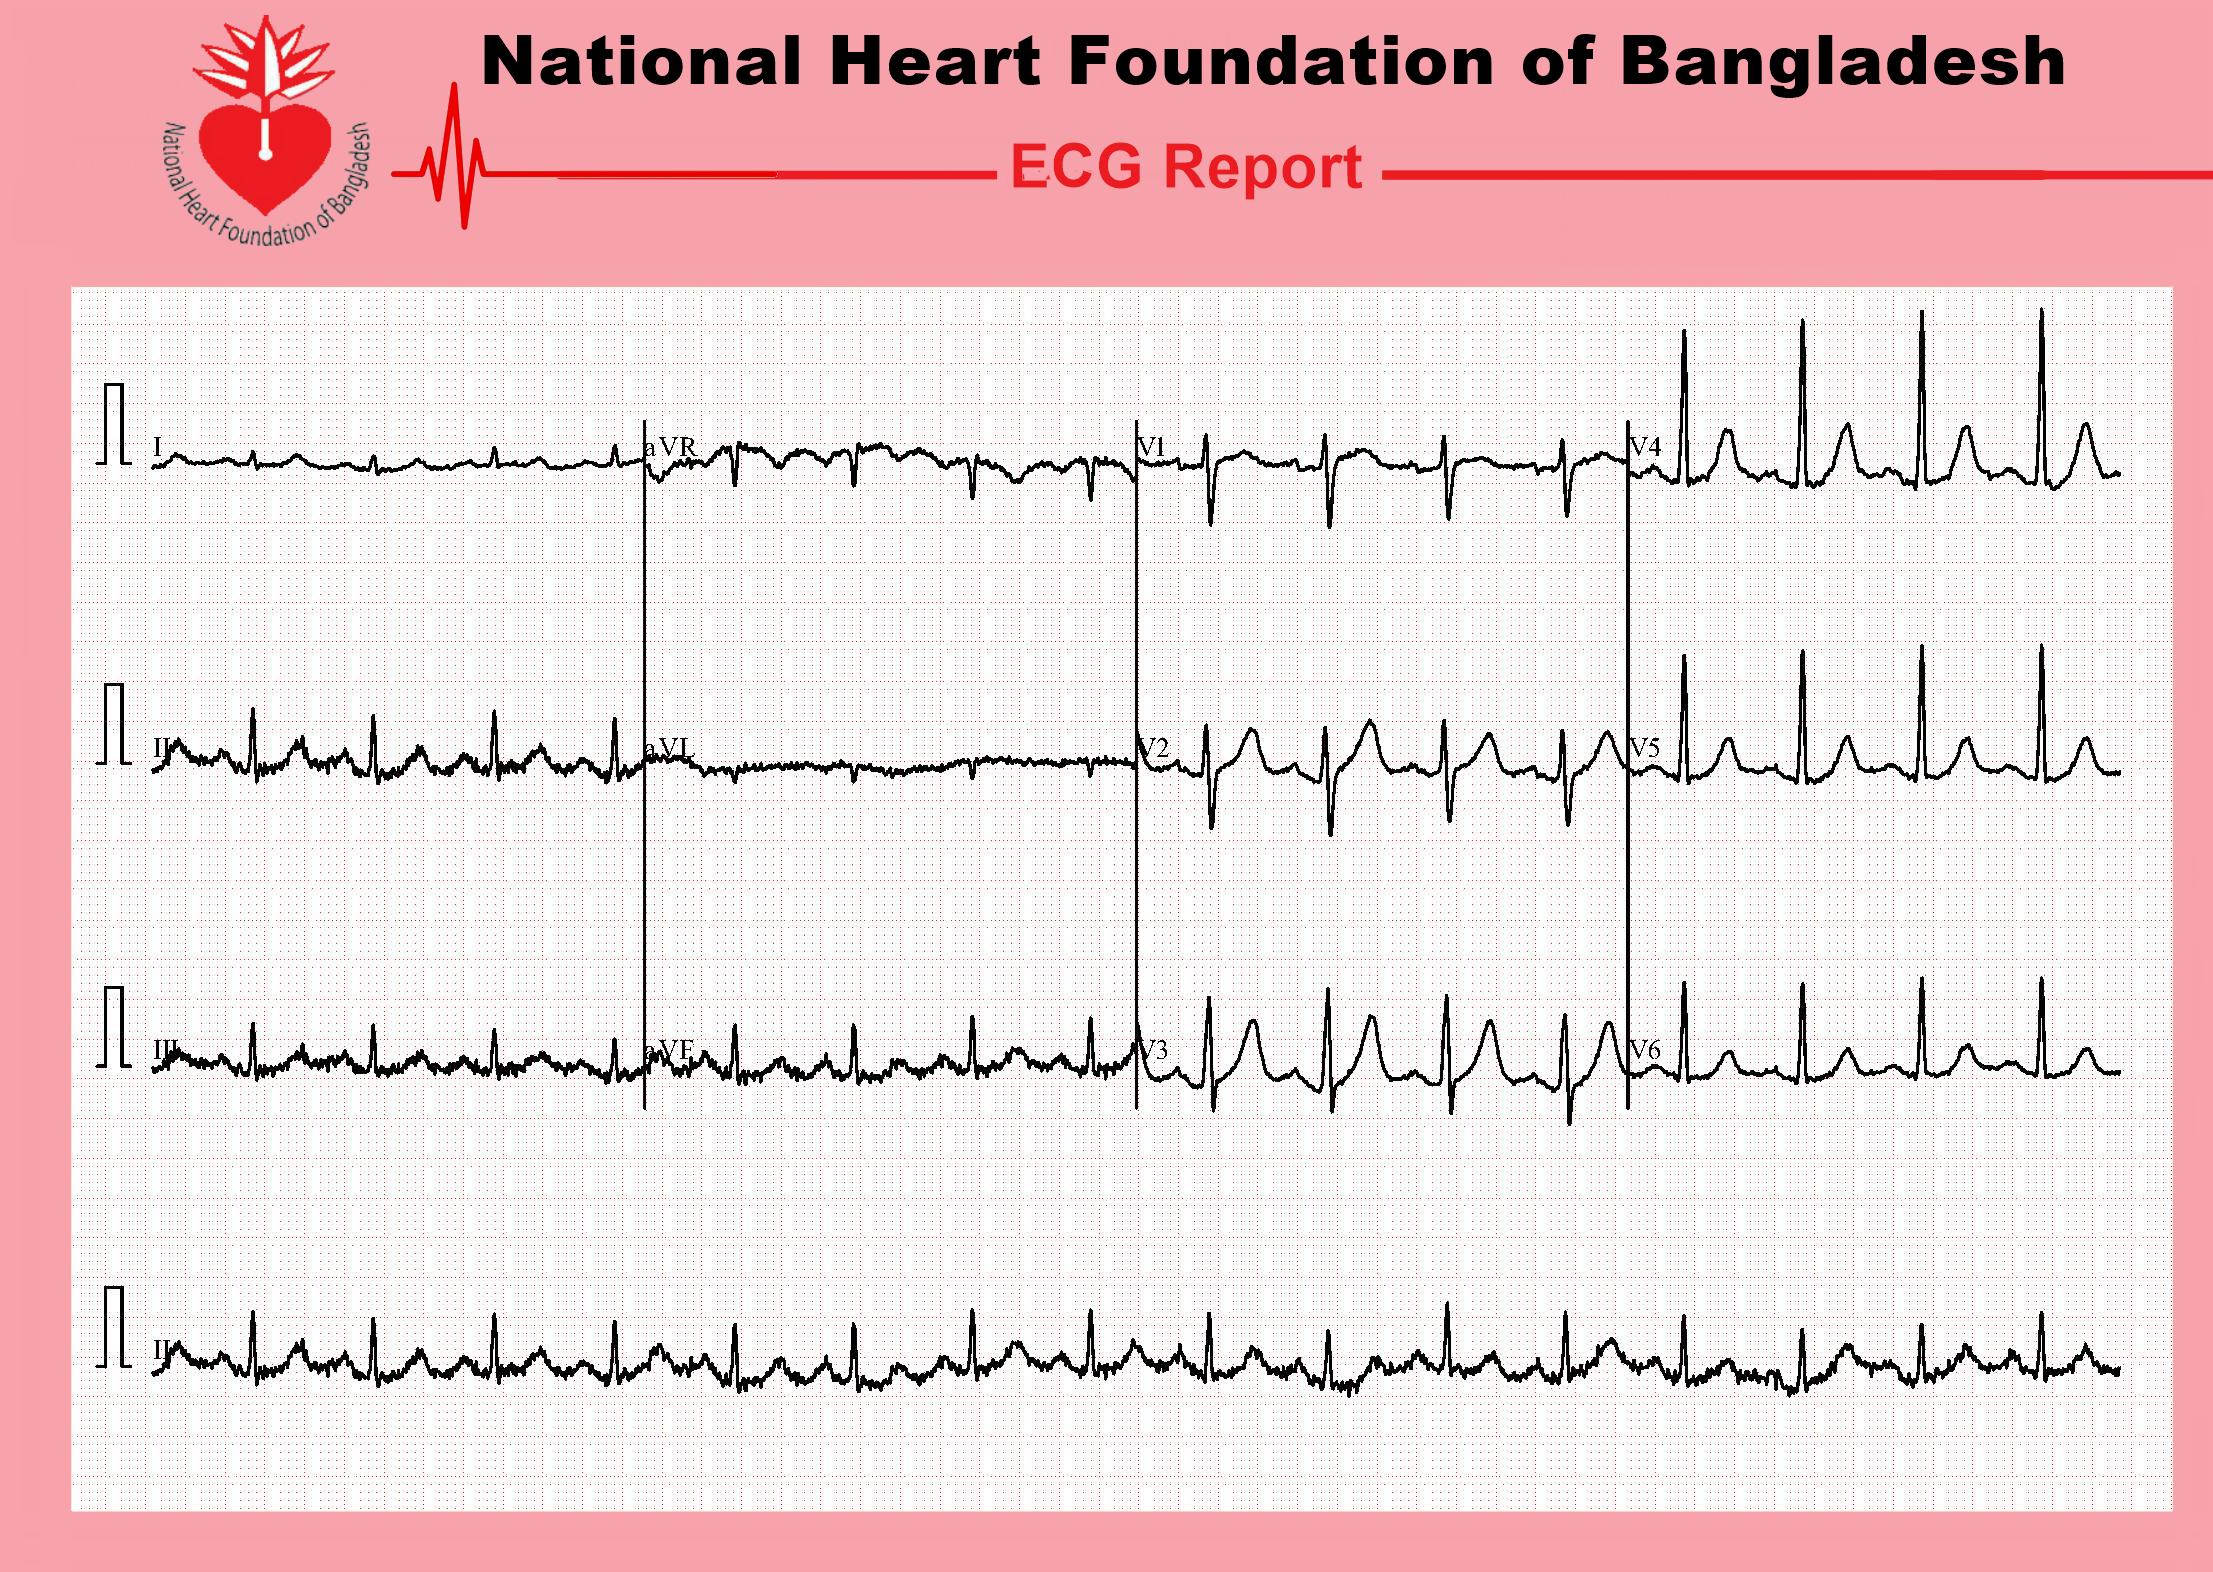 National Heart Foundation of Bangladesh
National Heart Foundation of Bangladesh
ECG Report
I
aVR
V1
V4
II
aVL
V2
V5
III
aVF
V3
V6
II